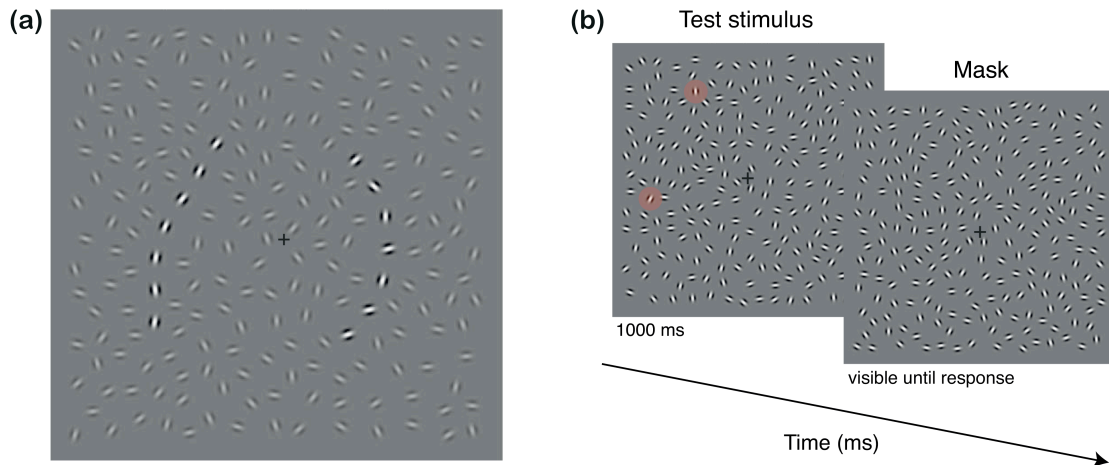 (a)
(b)
Test stimulus
Mask
1000 ms
visible until response
Time (ms)